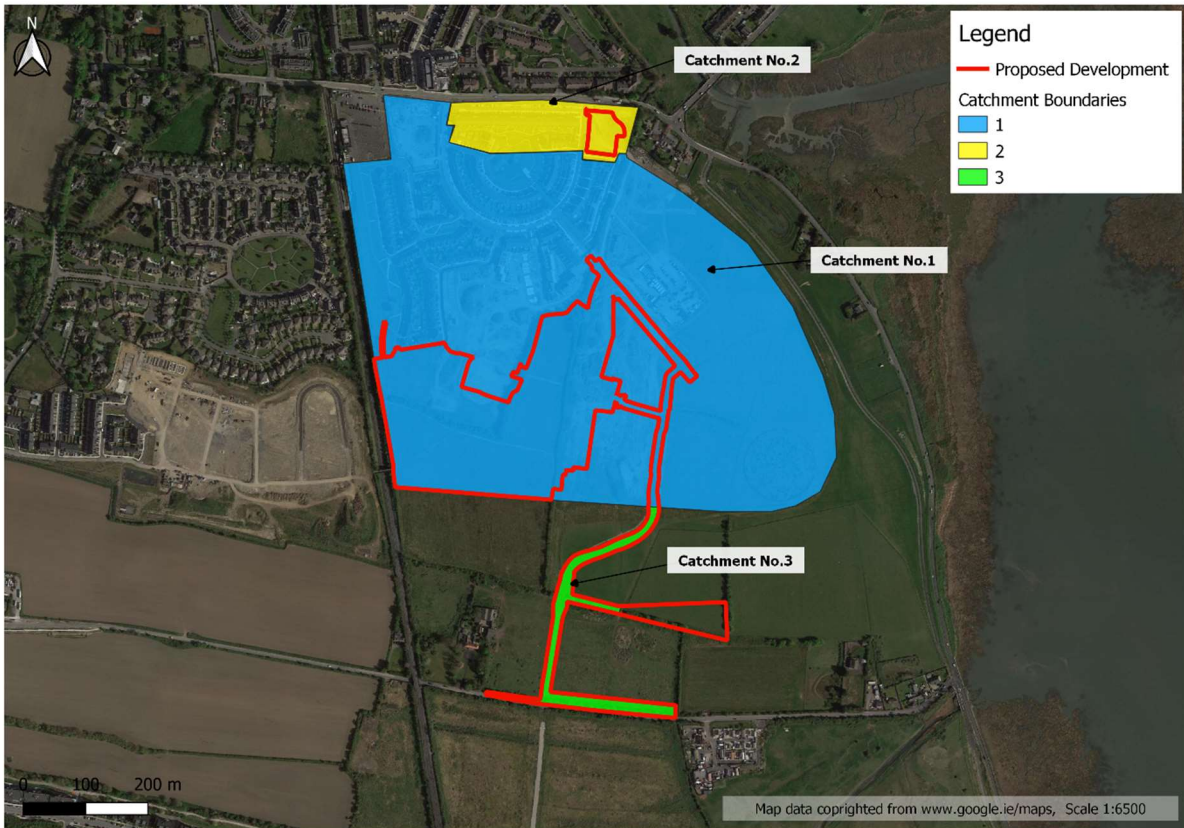 N
Catchment No.2
Legend
Proposed Development
Catchment Boundaries
1
2
3
Catchment No.1
Catchment No.3
0 100 200 m
Map data coprighted from www.google.ie/maps, Scale 1:6500